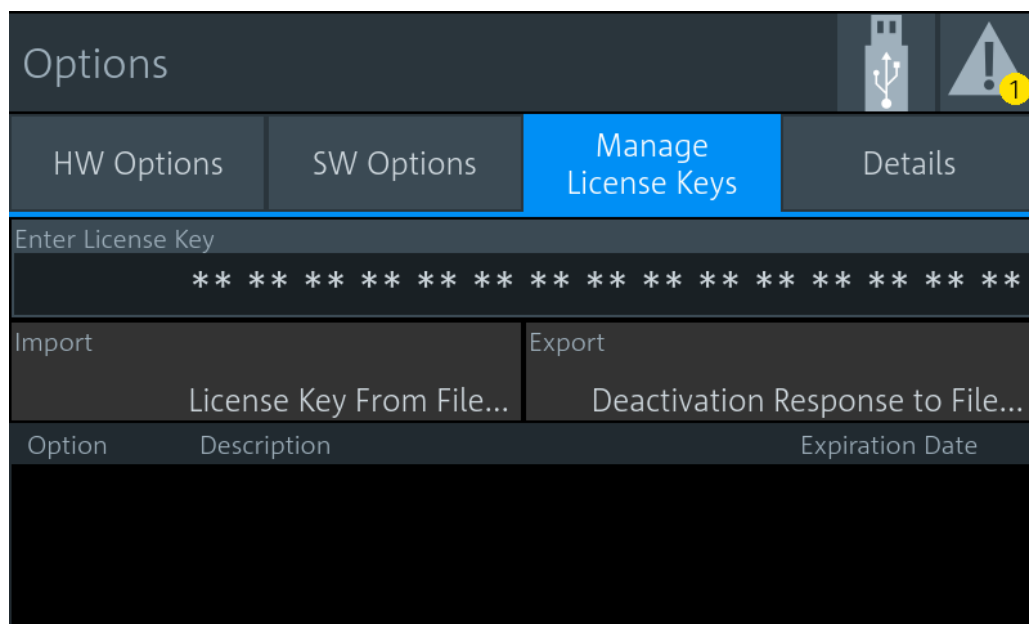 Options
1
HW Options
SW Options
Manage
License Keys
Details
Enter License Key
** ** ** ** ** ** ** ** ** ** ** ** ** ** **
Import
License Key From File...
Export
Deactivation Response to File...
Option
Description
Expiration Date